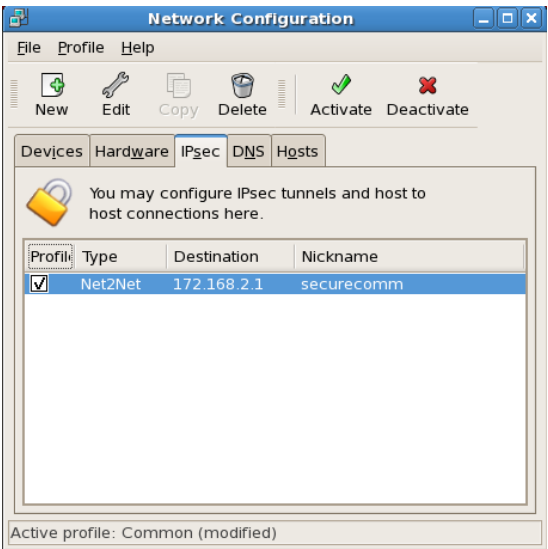 Network Configuration
File Profile Help
New Edit Copy Delete Activate Deactivate
Devices Hardware IPsec DNS Hosts
You may configure IPsec tunnels and host to
host connections here.
Profile Type Destination Nickname
Net2Net 172.168.2.1 securecomm
Active profile: Common (modified)